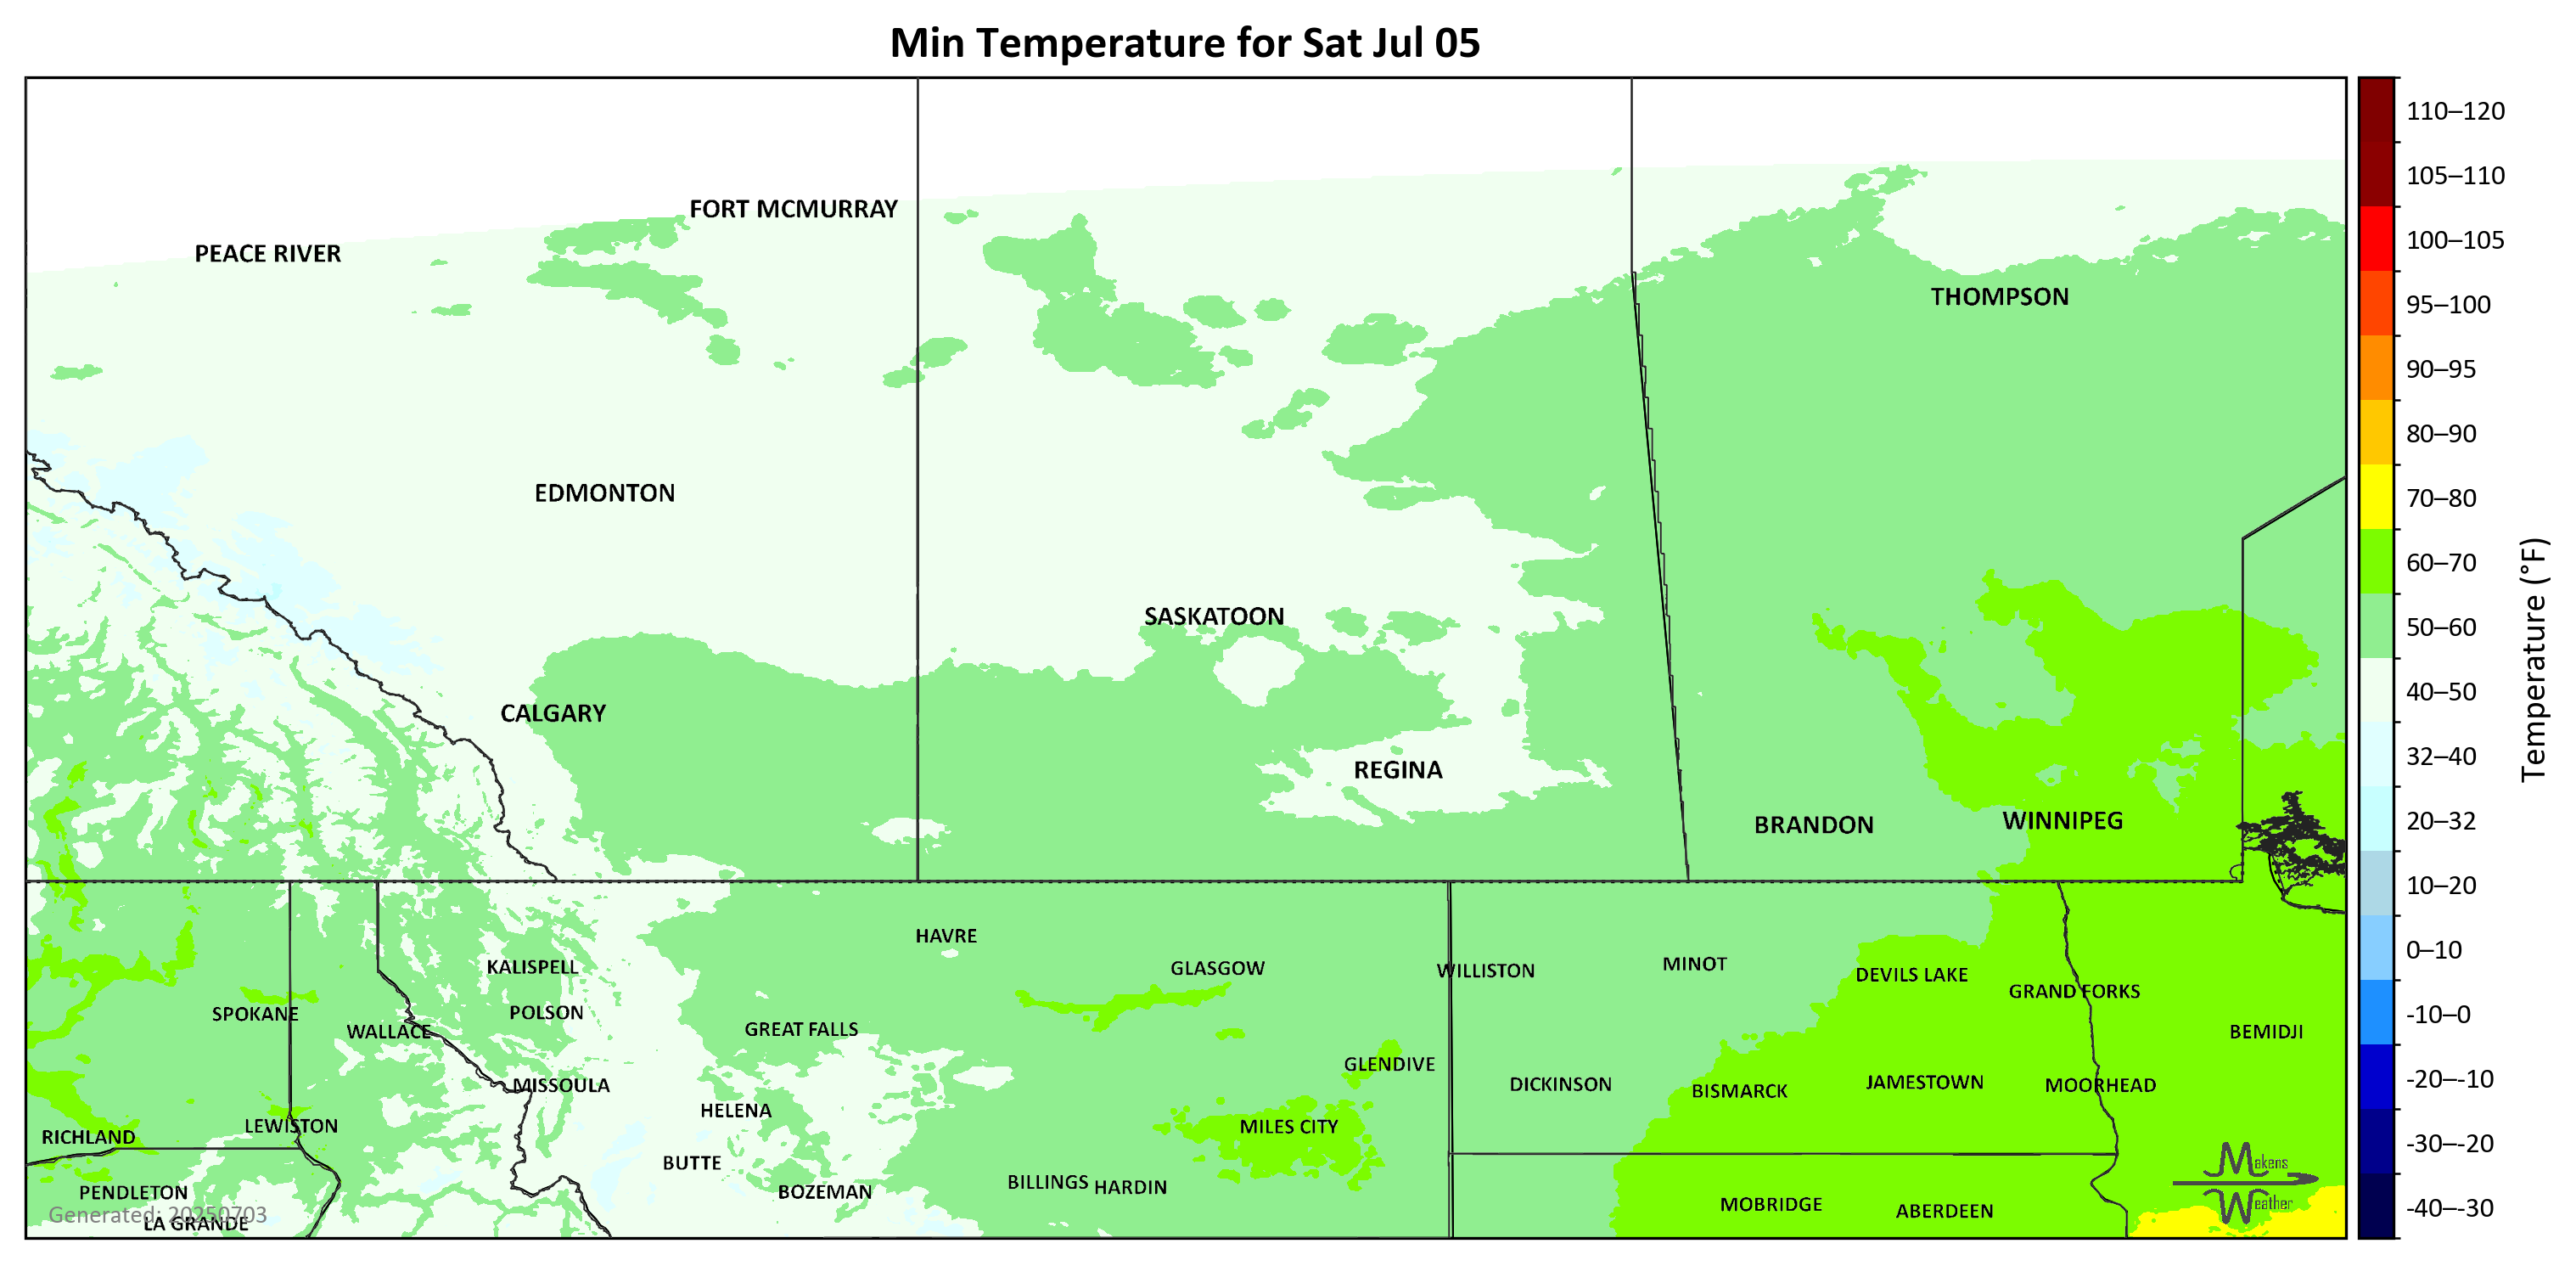 Min Temperature for Sat Jul 05
FORT MCMURRAY
PEACE RIVER
THOMPSON
EDMONTON
SASKATOON
CALGARY
REGINA
BRANDON
WINNIPEG
HAVRE
KALISPELL
GLASGOW
WILLISTON
MINOT
DEVILS LAKE
GRAND FORKS
SPOKANE
POLSON
WALLACE
GREAT FALLS
BEMIDJI
GLENDIVE
MISSOULA
DICKINSON
BISMARCK
JAMESTOWN
MOORHEAD
HELENA
LEWISTON
MILES CITY
RICHLAND
BUTTE
BILLINGS
HARDIN
PENDLETON
BOZEMAN
MOBRIDGE
ABERDEEN
LA GRANDE
Generated: 20250703
Makens
Weather
110–120
105–110
100–105
95–100
90–95
80–90
70–80
60–70
50–60
40–50
32–40
20–32
10–20
0–10
-10–0
-20–-10
-30–-20
-40–-30
Temperature (°F)